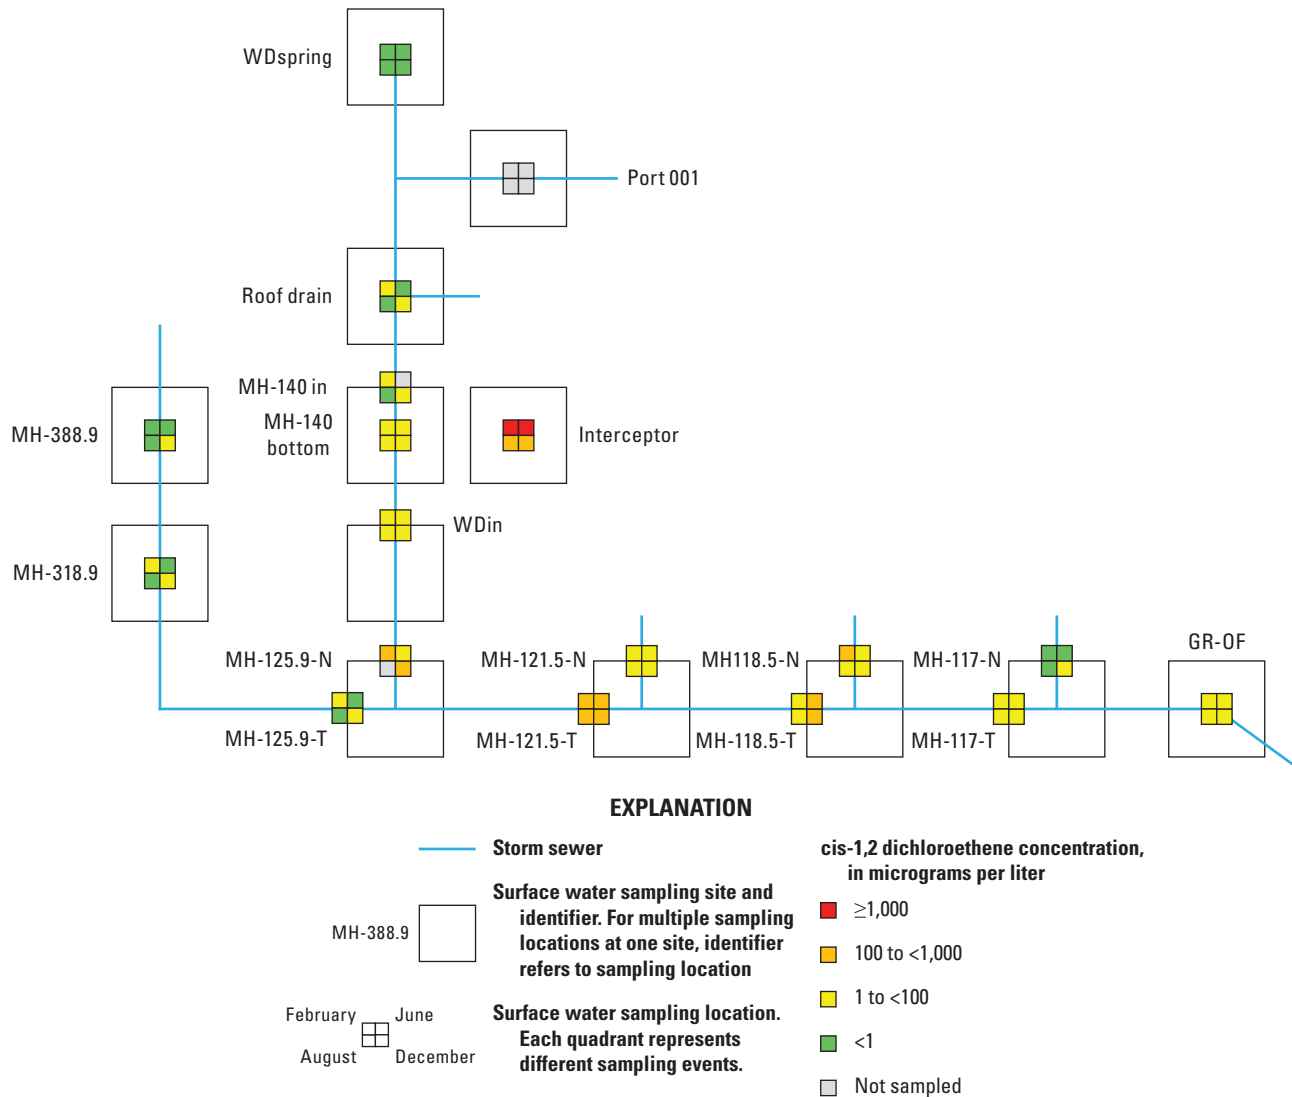 WDspring
Port 001
Roof drain
MH-140 in
MH-388.9
MH-140
bottom
Interceptor
WDin
MH-318.9
MH-125.9-N
MH-121.5-N
MH118.5-N
MH-117-N
GR-OF
MH-125.9-T
MH-121.5-T
MH-118.5-T
MH-117-T
EXPLANATION
Storm sewer
MH-388.9
Surface water sampling site and
identifier. For multiple sampling
locations at one site, identifier
refers to sampling location
February
June
August
December
Surface water sampling location.
Each quadrant represents
different sampling events.
cis-1,2 dichloroethene concentration,
in micrograms per liter
≥1,000
100 to <1,000
1 to <100
<1
Not sampled